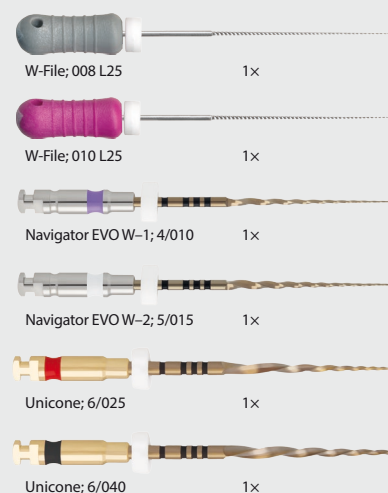 W-File; 008 L25 1×
W-File; 010 L25 1×
Navigator EVO W–1; 4/010 1×
Navigator EVO W–2; 5/015 1×
Unicone; 6/025 1×
Unicone; 6/040 1×